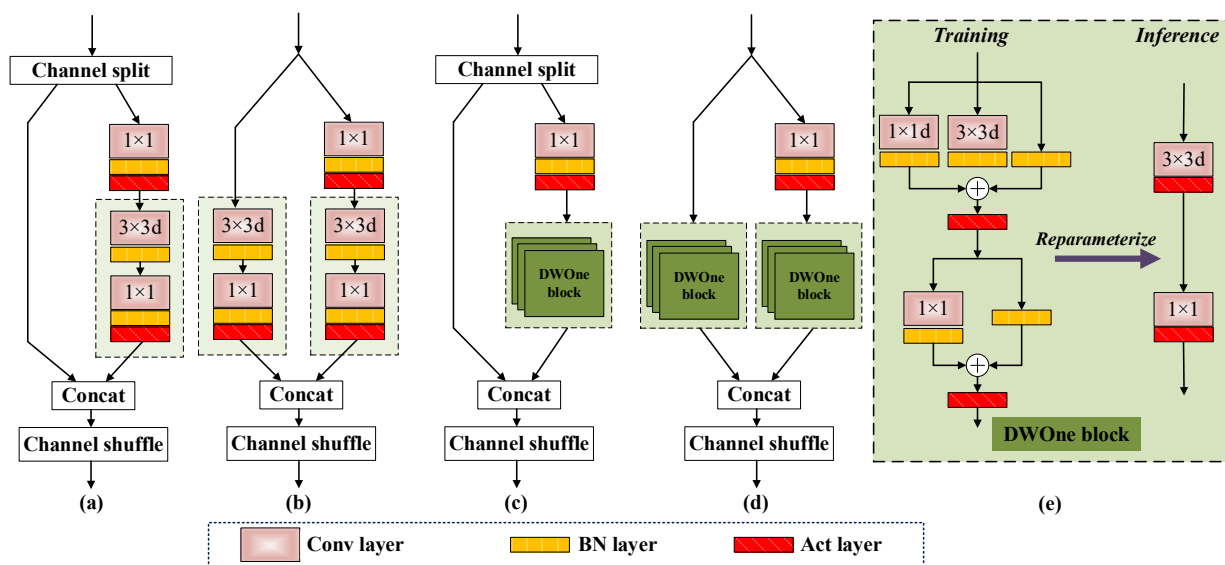 Channel split
1×1
3×3d
1×1
Concat
Channel shuffle
(a)
1×1
3×3d
3×3d
1×1
1×1
Concat
Channel shuffle
(b)
Channel split
1×1
DWOne
block
Concat
Channel shuffle
(c)
1×1
DWOne
block
DWOne
block
Concat
Channel shuffle
(d)
Training
Inference
1×1d
3×3d
3×3d
Reparameterize
1×1
1×1
DWOne block
(e)
Conv layer
BN layer
Act layer